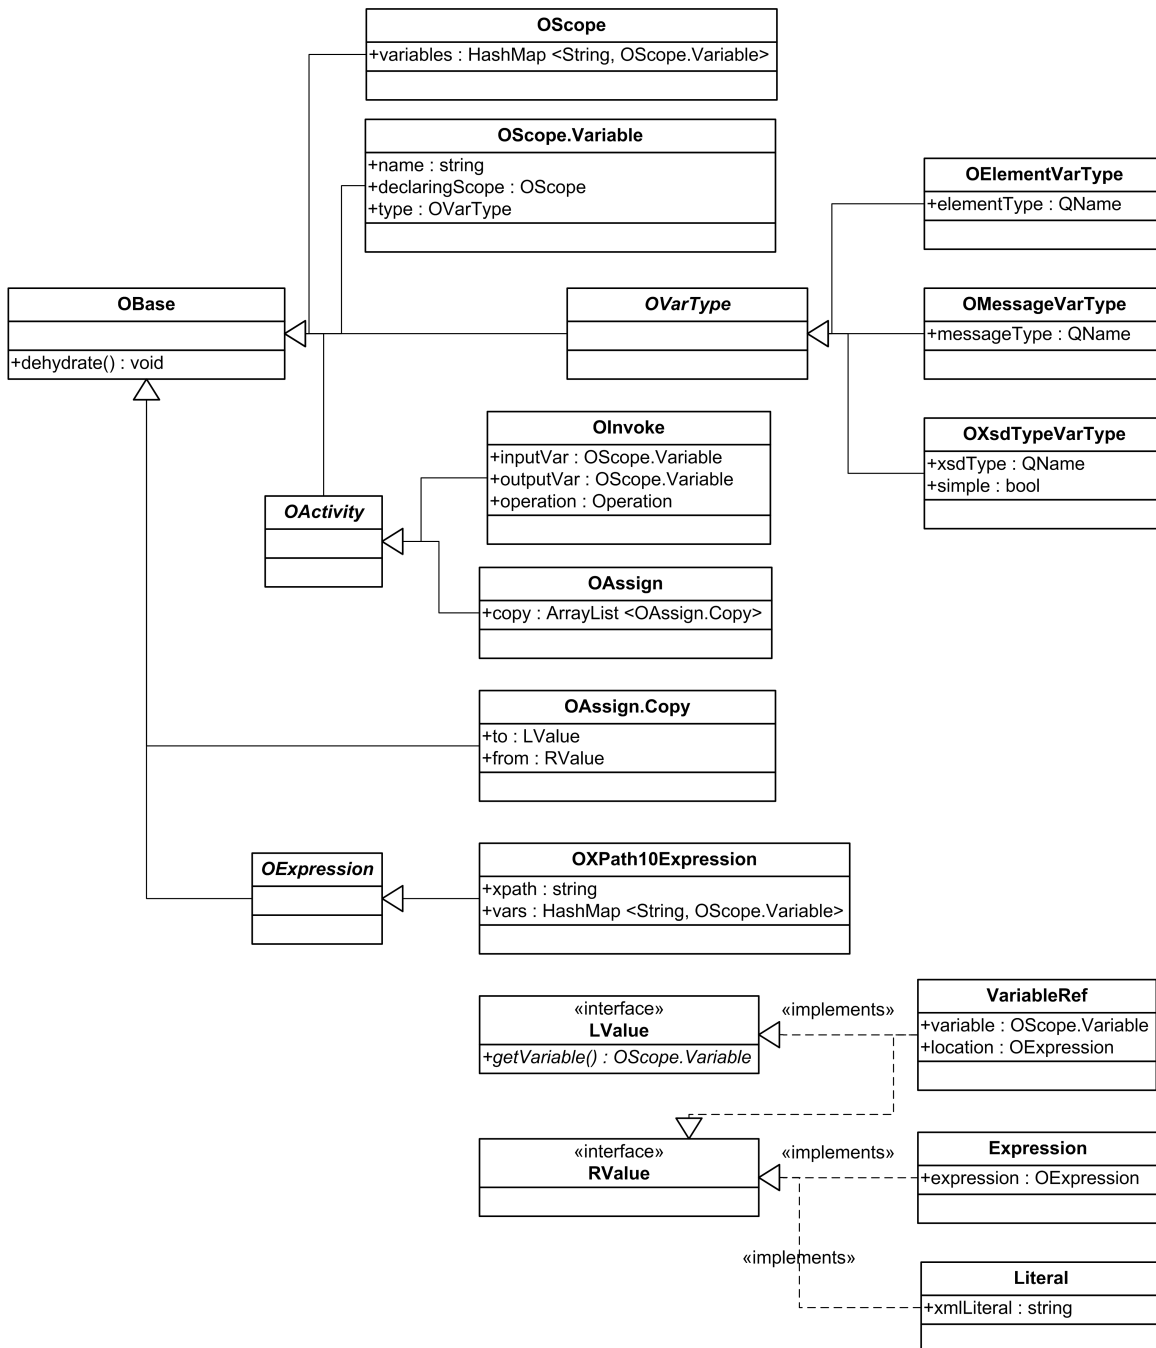 OScope
+variables : HashMap <String, OScope.Variable>
OScope.Variable
+name : string
+declaringScope : OScope
+type : OVarType
OElementVarType
+elementType : QName
OBase
+dehydrate() : void
OVarType
OMessageVarType
+messageType : QName
OXsdTypeVarType
+xsdType : QName
+simple : bool
OInvoke
+inputVar : OScope.Variable
+outputVar : OScope.Variable
+operation : Operation
OActivity
OAssign
+copy : ArrayList <OAssign.Copy>
OAssign.Copy
+to : LValue
+from : RValue
OExpression
OXPath10Expression
+xpath : string
+vars : HashMap <String, OScope.Variable>
«interface»
LValue
+getVariable() : OScope.Variable
«implements»
VariableRef
+variable : OScope.Variable
+location : OExpression
«interface»
RValue
«implements»
Expression
+expression : OExpression
«implements»
Literal
+xmlLiteral : string